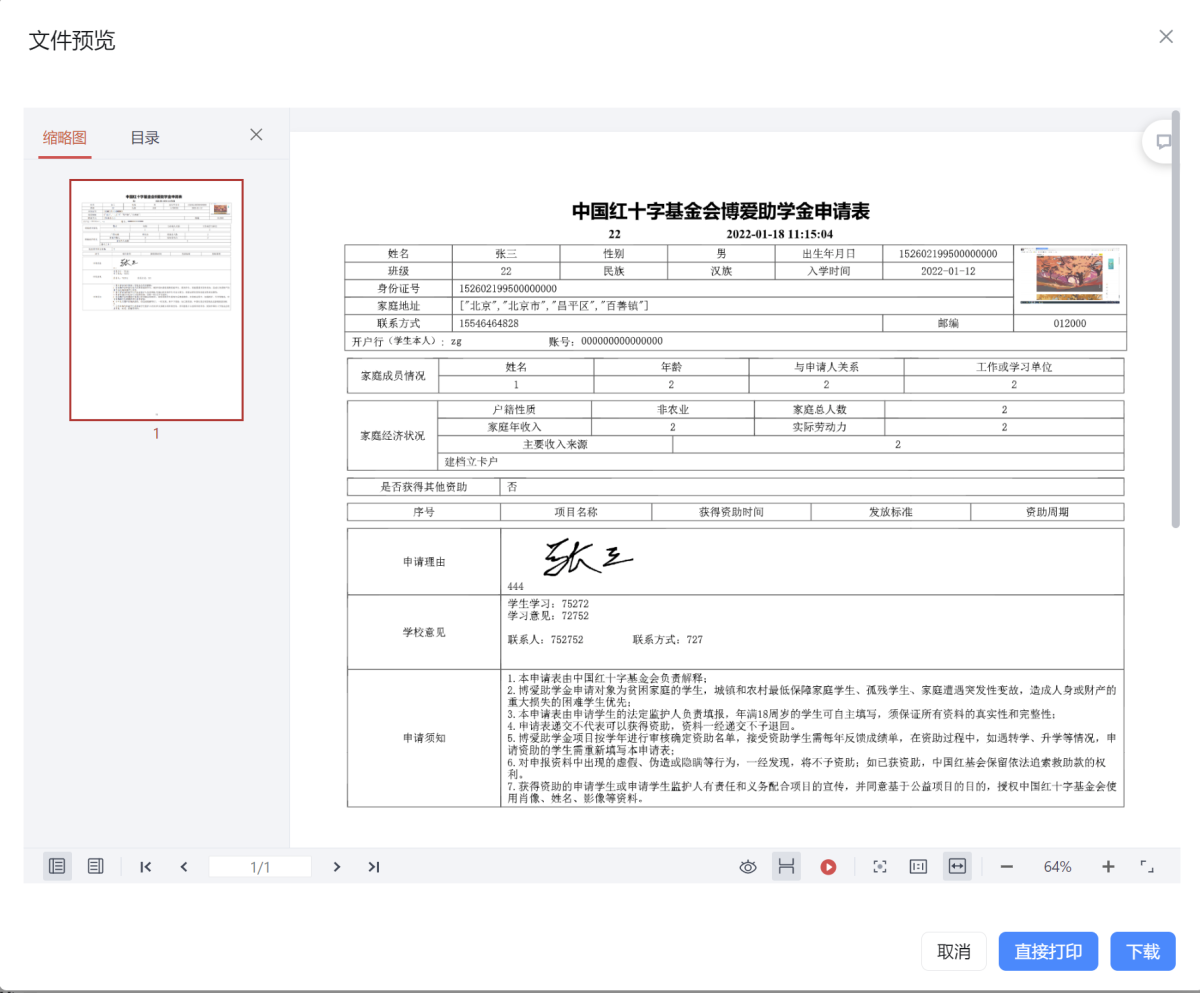 文件预览
缩略图 目录
1
中国红十字基金会博爱助学金申请表
22 2022-01-18 11:15:04
姓名 张三 性别 男 出生年月日 152602199500000000
班级 22 民族 汉族 入学时间 2022-01-12
身份证号 152602199500000000
家庭地址 ["北京","北京市","昌平区","百善镇"]
联系方式 15546464828 邮编 012000
开户行(学生本人)：zg 账号：000000000000000
家庭成员情况 姓名 年龄 与申请人关系 工作或学习单位
1 2 2 2
家庭经济状况 户籍性质 非农业 家庭总人数 2
家庭年收入 2 实际劳动力 2
主要收入来源 2
建档立卡户
是否获得其他资助 否
序号 项目名称 获得资助时间 发放标准 资助周期
申请理由 张三
444
学校意见 学生学习：75272
学习意见：72752
联系人：752752 联系方式：727
申请须知
1.本申请表由中国红十字基金会负责解释；
2.博爱助学金申请对象为贫困家庭的学生，城镇和农村最低保障家庭学生、孤残学生、家庭遭遇突发性变故，造成人身或财产的
重大损失的困难学生优先；
3.本申请表由申请学生的法定监护人负责填报，年满18周岁的学生可自主填写，须保证所有资料的真实性和完整性；
4.申请表递交不代表可以获得资助，资料一经递交不予退回。
5.博爱助学金项目按学年进行审核确定资助名单，接受资助学生需每年反馈成绩单，在资助过程中，如遇转学、升学等情况，申
请资助的学生需重新填写本申请表；
6.对申报资料中出现的虚假、伪造或隐瞒等行为，一经发现，将不予资助；如已获资助，中国红基金会保留依法追索救助款的权
利。
7.获得资助的申请学生或申请学生监护人有责任和义务配合项目的宣传，并同意基于公益项目的目的，授权中国红十字基金会使
用肖像、姓名、影像等资料。
1/1 64%
取消 直接打印 下载